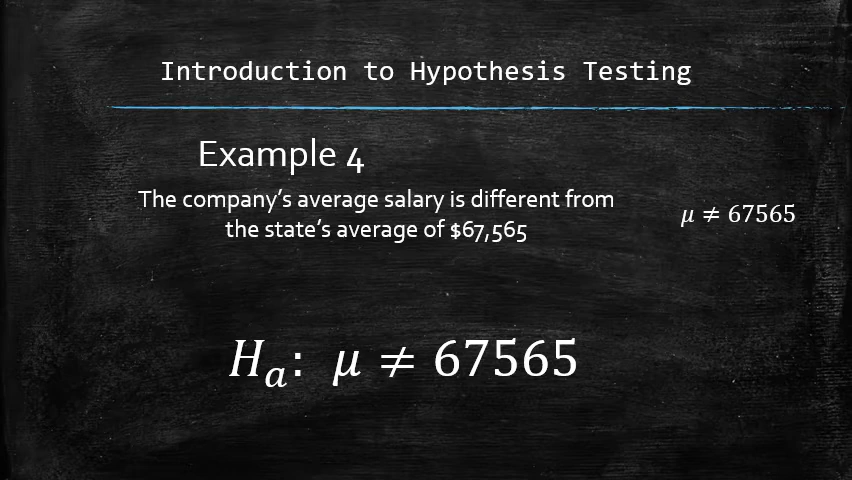 Introduction to Hypothesis Testing
Example 4
The company’s average salary is different from
the state’s average of $67,565
μ ≠ 67565
Hₐ: μ ≠ 67565